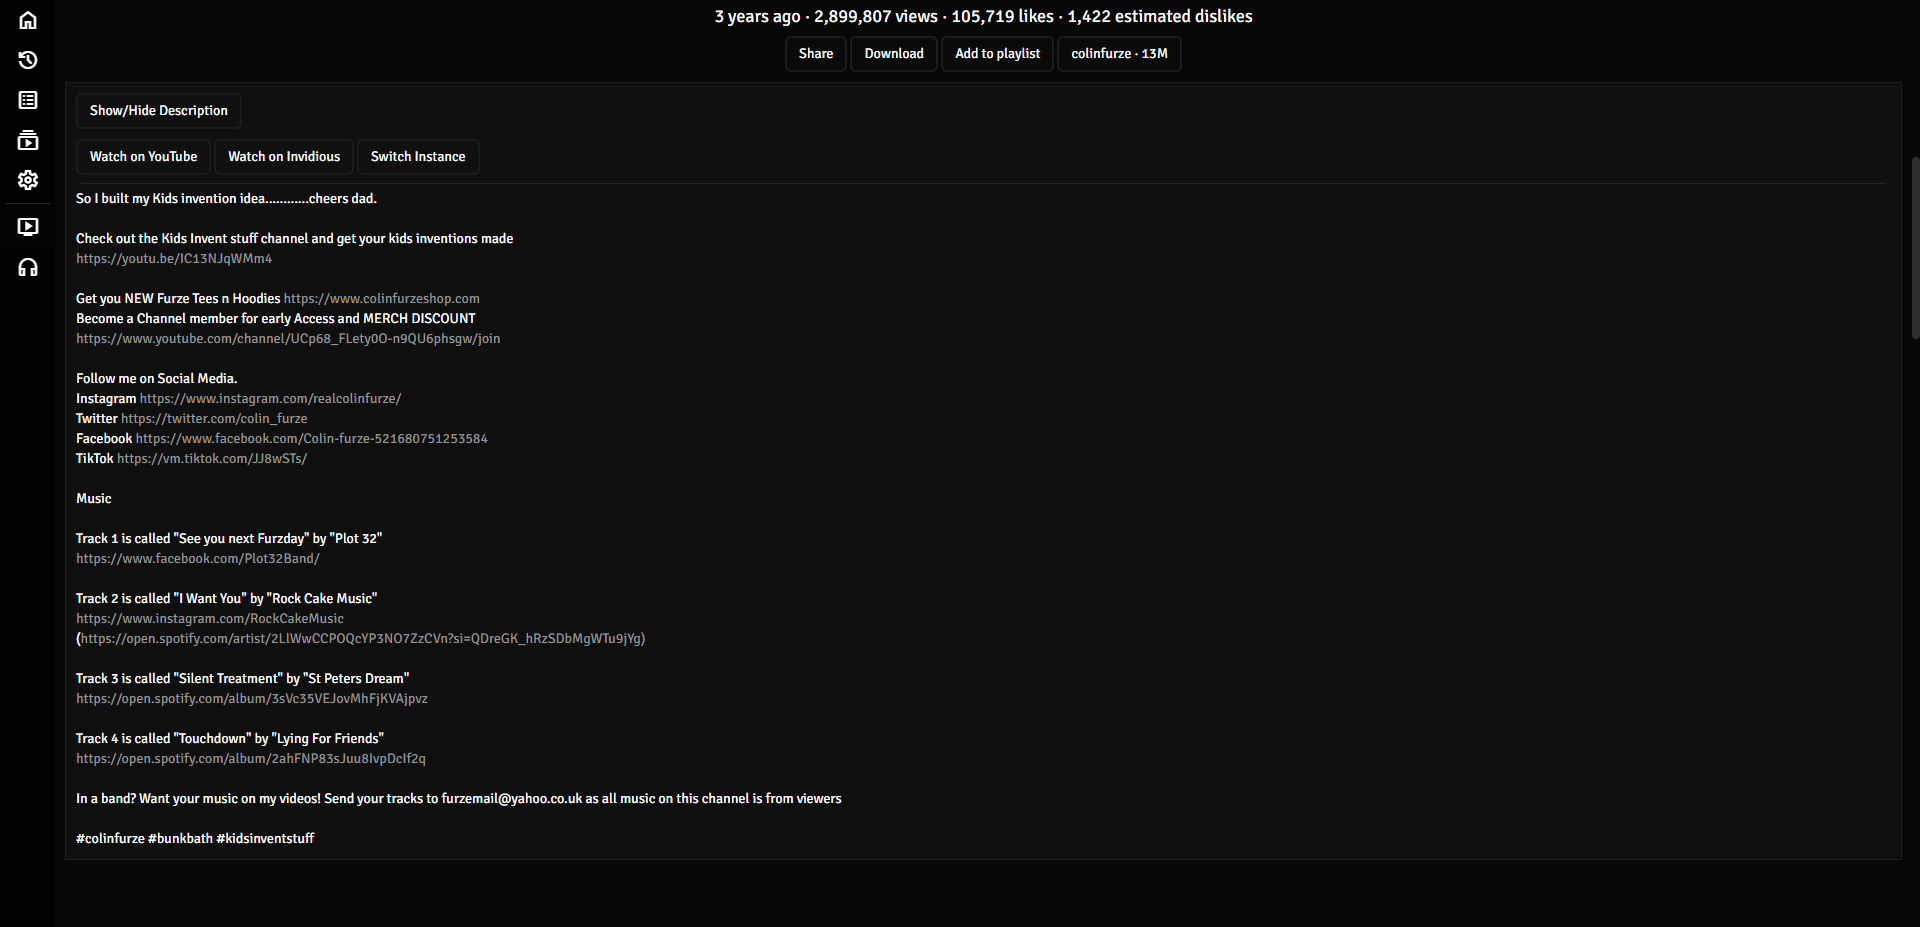 3 years ago · 2,899,807 views · 105,719 likes · 1,422 estimated dislikes
Share Download Add to playlist colinfurze · 13M
Show/Hide Description
Watch on YouTube Watch on Invidious Switch Instance
So I built my Kids invention idea............cheers dad.
Check out the Kids Invent stuff channel and get your kids inventions made
https://youtu.be/IC13NJqWMm4
Get you NEW Furze Tees n Hoodies https://www.colinfurzeshop.com
Become a Channel member for early Access and MERCH DISCOUNT
https://www.youtube.com/channel/UCp68_FLety0O-n9QU6phsgw/join
Follow me on Social Media.
Instagram https://www.instagram.com/realcolinfurze/
Twitter https://twitter.com/colin_furze
Facebook https://www.facebook.com/Colin-furze-521680751253584
TikTok https://vm.tiktok.com/JJ8wSTs/
Music
Track 1 is called "See you next Furzday" by "Plot 32"
https://www.facebook.com/Plot32Band/
Track 2 is called "I Want You" by "Rock Cake Music"
https://www.instagram.com/RockCakeMusic
(https://open.spotify.com/artist/2LlWwCCPOQcYP3NO7ZzCVn?si=QDreGK_hRzSDbMgWTu9jYg)
Track 3 is called "Silent Treatment" by "St Peters Dream"
https://open.spotify.com/album/3sVc35VEJovMhFjKVAjpvz
Track 4 is called "Touchdown" by "Lying For Friends"
https://open.spotify.com/album/2ahFNP83sJuu8IvpDcIf2q
In a band? Want your music on my videos! Send your tracks to furzemail@yahoo.co.uk as all music on this channel is from viewers
#colinfurze #bunkbath #kidsinventstuff